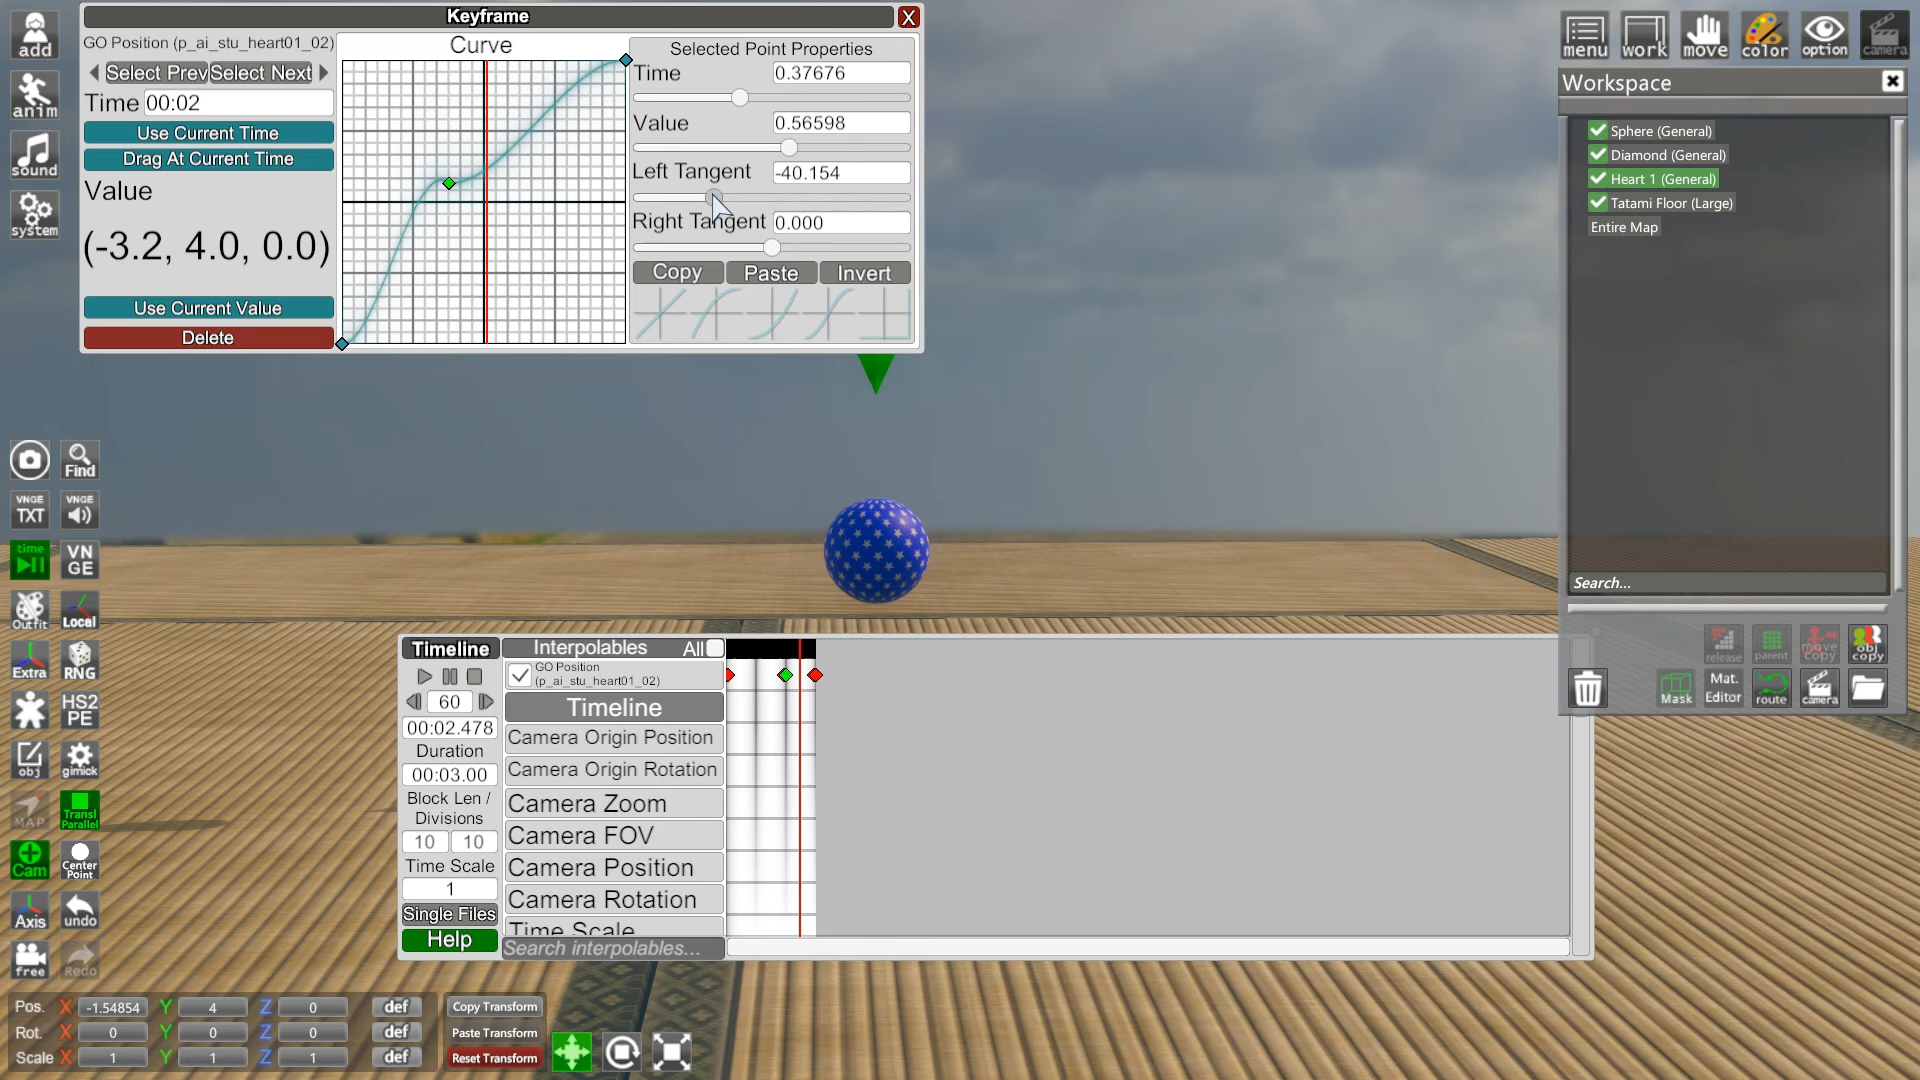 Keyframe
X
GO Position (p_ai_stu_heart01_02)
Select Prev
Select Next
Time 00:02
Use Current Time
Drag At Current Time
Value
(-3.2, 4.0, 0.0)
Use Current Value
Delete
Curve
Selected Point Properties
Time 0.37676
Value 0.56598
Left Tangent -40.154
Right Tangent 0.000
Copy Paste Invert
add
anim
sound
system
menu work move color option camera
Workspace
Sphere (General)
Diamond (General)
Heart 1 (General)
Tatami Floor (Large)
Entire Map
Search...
release parent move copy obj copy
Mask Mat. Editor route camera
Find
VNGE TXT
VNGE
time
VN GE
Outfit
Local
Extra
RNG
HS2 PE
obj
gimick
MAP
Transl Parallel
Cam
Center Point
Axis
undo
free
Redo
Timeline
60
00:02.478
Duration
00:03.00
Block Len /
Divisions
10 10
Time Scale
1
Single Files
Help
Interpolables All
GO Position
(p_ai_stu_heart01_02)
Timeline
Camera Origin Position
Camera Origin Rotation
Camera Zoom
Camera FOV
Camera Position
Camera Rotation
Time Scale
Search interpolables...
Pos. X -1.54854 Y 4 Z 0 def
Rot. X 0 Y 0 Z 0 def
Scale X 1 Y 1 Z 1 def
Copy Transform
Paste Transform
Reset Transform